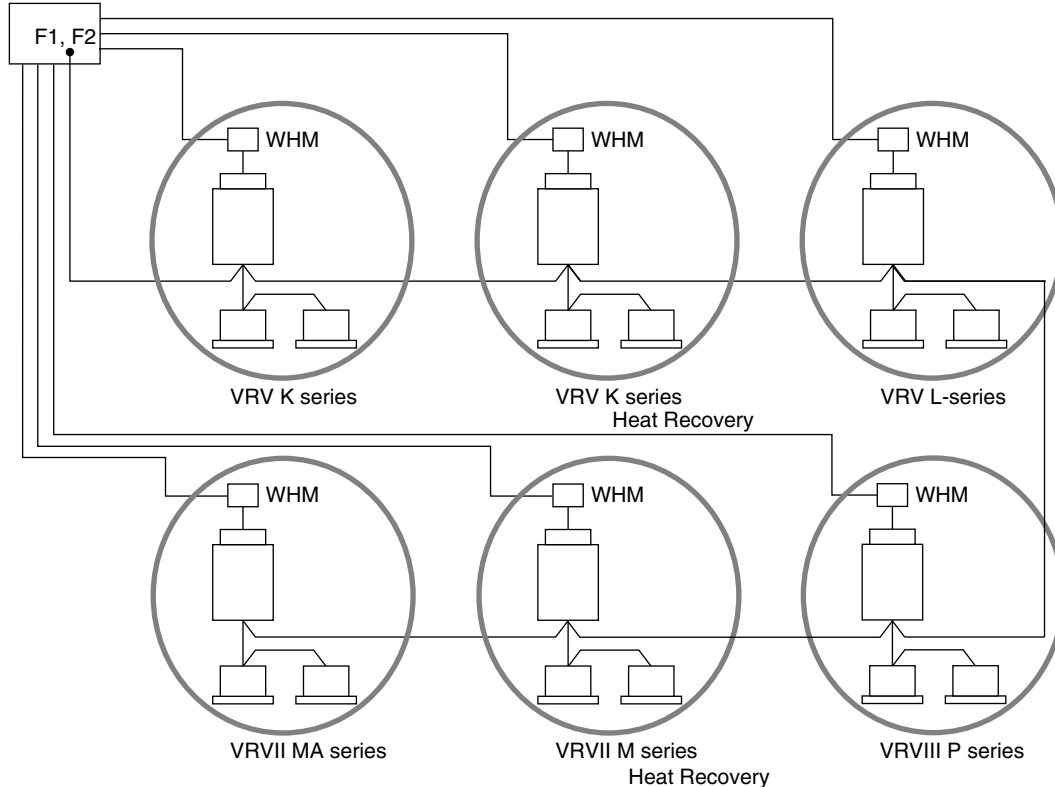 F1, F2
WHM
WHM
WHM
VRV K series
VRV K series
Heat Recovery
VRV L-series
WHM
WHM
WHM
VRVII MA series
VRVII M series
Heat Recovery
VRVIII P series